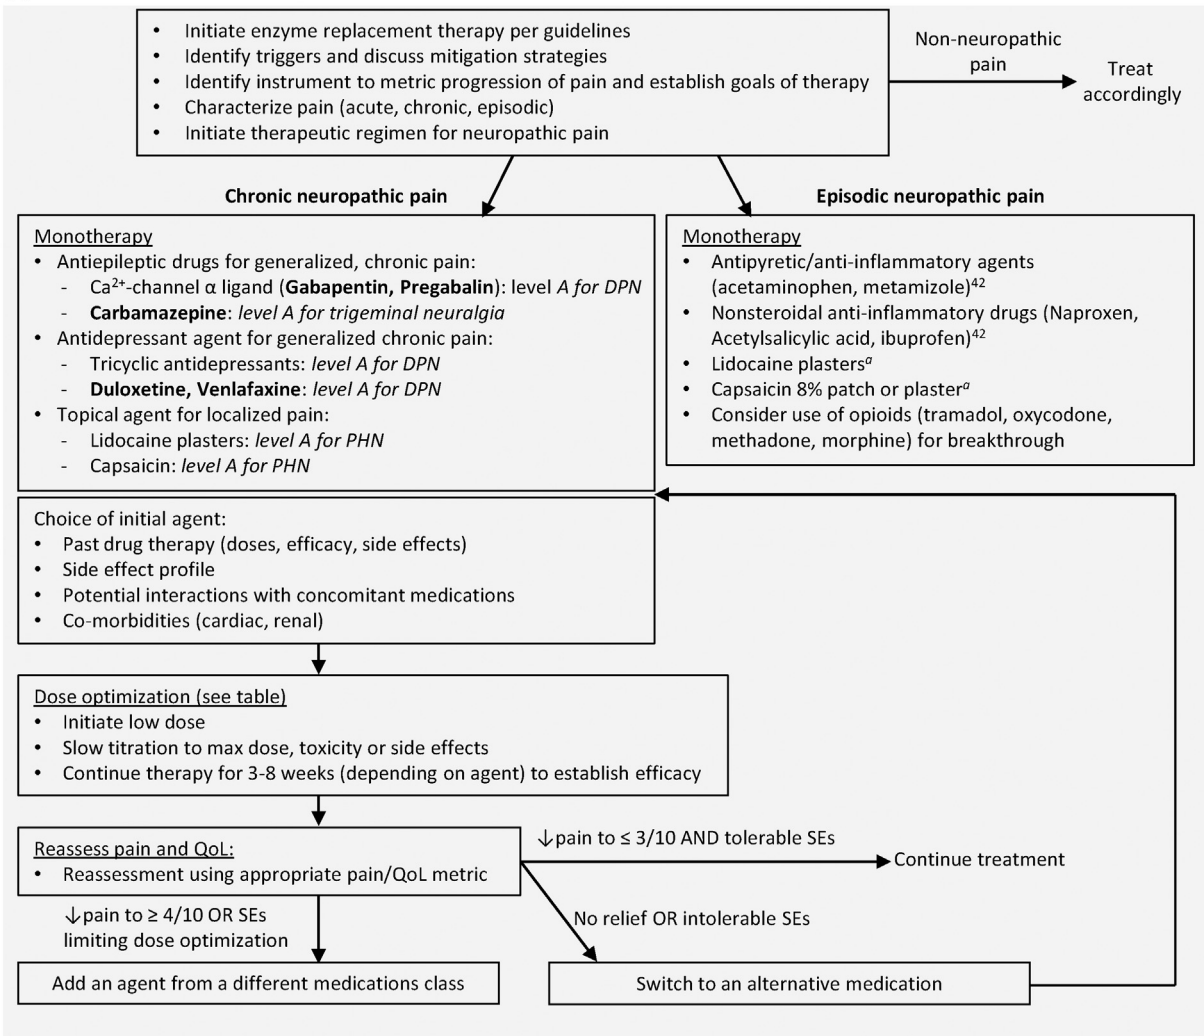 • Initiate enzyme replacement therapy per guidelines
• Identify triggers and discuss mitigation strategies
• Identify instrument to metric progression of pain and establish goals of therapy
• Characterize pain (acute, chronic, episodic)
• Initiate therapeutic regimen for neuropathic pain
Non-neuropathic
pain
Treat
accordingly
Chronic neuropathic pain
Monotherapy
• Antiepileptic drugs for generalized, chronic pain:
- Ca²⁺-channel α ligand (Gabapentin, Pregabalin): level A for DPN
- Carbamazepine: level A for trigeminal neuralgia
• Antidepressant agent for generalized chronic pain:
- Tricyclic antidepressants: level A for DPN
- Duloxetine, Venlafaxine: level A for DPN
• Topical agent for localized pain:
- Lidocaine plasters: level A for PHN
- Capsaicin: level A for PHN
Episodic neuropathic pain
Monotherapy
• Antipyretic/anti-inflammatory agents
(acetaminophen, metamizole)⁴²
• Nonsteroidal anti-inflammatory drugs (Naproxen,
Acetylsalicylic acid, ibuprofen)⁴²
• Lidocaine plastersᵃ
• Capsaicin 8% patch or plasterᵃ
• Consider use of opioids (tramadol, oxycodone,
methadone, morphine) for breakthrough
Choice of initial agent:
• Past drug therapy (doses, efficacy, side effects)
• Side effect profile
• Potential interactions with concomitant medications
• Co-morbidities (cardiac, renal)
Dose optimization (see table)
• Initiate low dose
• Slow titration to max dose, toxicity or side effects
• Continue therapy for 3-8 weeks (depending on agent) to establish efficacy
Reassess pain and QoL:
• Reassessment using appropriate pain/QoL metric
↓pain to ≤ 3/10 AND tolerable SEs
Continue treatment
No relief OR intolerable SEs
↓pain to ≥ 4/10 OR SEs
limiting dose optimization
Add an agent from a different medications class
Switch to an alternative medication